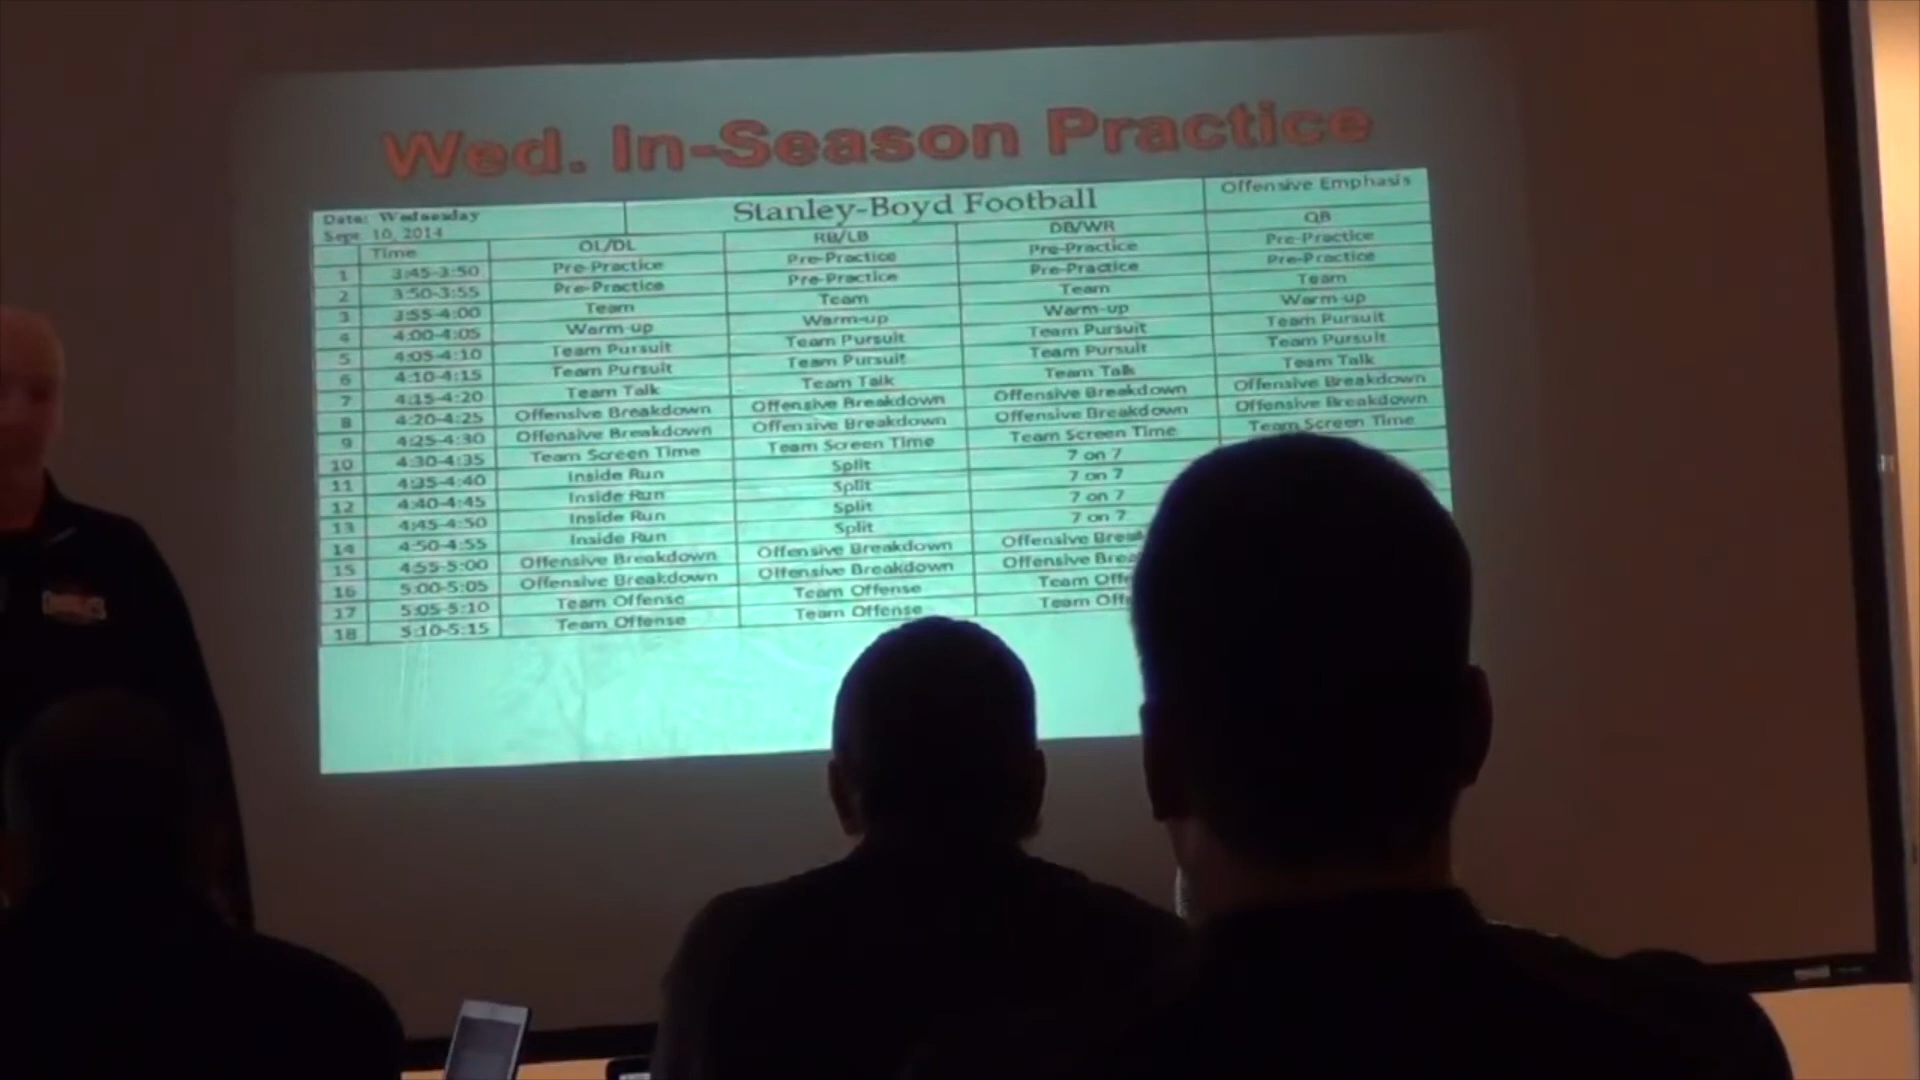 Wed. In-Season Practice
Date: Wednesday Stanley-Boyd Football Offensive Emphasis
Sept. 10, 2014
Time OL/DL RB/LB DB/WR QB
1 3:45-3:50 Pre-Practice Pre-Practice Pre-Practice Pre-Practice
2 3:50-3:55 Pre-Practice Pre-Practice Pre-Practice Pre-Practice
3 3:55-4:00 Team Team Team Team
4 4:00-4:05 Warm-up Warm-up Warm-up Warm-up
5 4:05-4:10 Team Pursuit Team Pursuit Team Pursuit Team Pursuit
6 4:10-4:15 Team Pursuit Team Pursuit Team Pursuit Team Pursuit
7 4:15-4:20 Team Talk Team Talk Team Talk Team Talk
8 4:20-4:25 Offensive Breakdown Offensive Breakdown Offensive Breakdown Offensive Breakdown
9 4:25-4:30 Offensive Breakdown Offensive Breakdown Offensive Breakdown Offensive Breakdown
10 4:30-4:35 Team Screen Time Team Screen Time Team Screen Time Team Screen Time
11 4:35-4:40 Inside Run Split 7 on 7
12 4:40-4:45 Inside Run Split 7 on 7
13 4:45-4:50 Inside Run Split 7 on 7
14 4:50-4:55 Inside Run Split 7 on 7
15 4:55-5:00 Offensive Breakdown Offensive Breakdown Offensive
16 5:00-5:05 Offensive Breakdown Offensive Breakdown Offensive
17 5:05-5:10 Team Offense Team Offense Team
18 5:10-5:15 Team Offense Team Offense Team